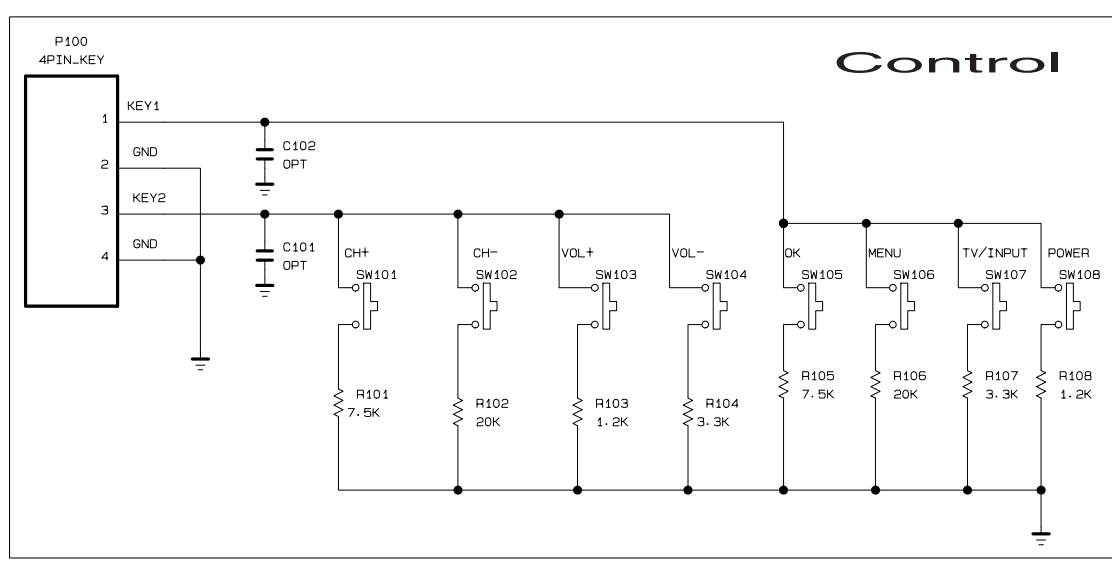 P100
4PIN_KEY
Control
1
KEY1
2
GND
3
KEY2
4
GND
C102
OPT
C101
OPT
CH+
SW101
CH-
SW102
VOL+
SW103
VOL-
SW104
OK
SW105
MENU
SW106
TV/INPUT
SW107
POWER
SW108
R101
7.5K
R102
20K
R103
1.2K
R104
3.3K
R105
7.5K
R106
20K
R107
3.3K
R108
1.2K